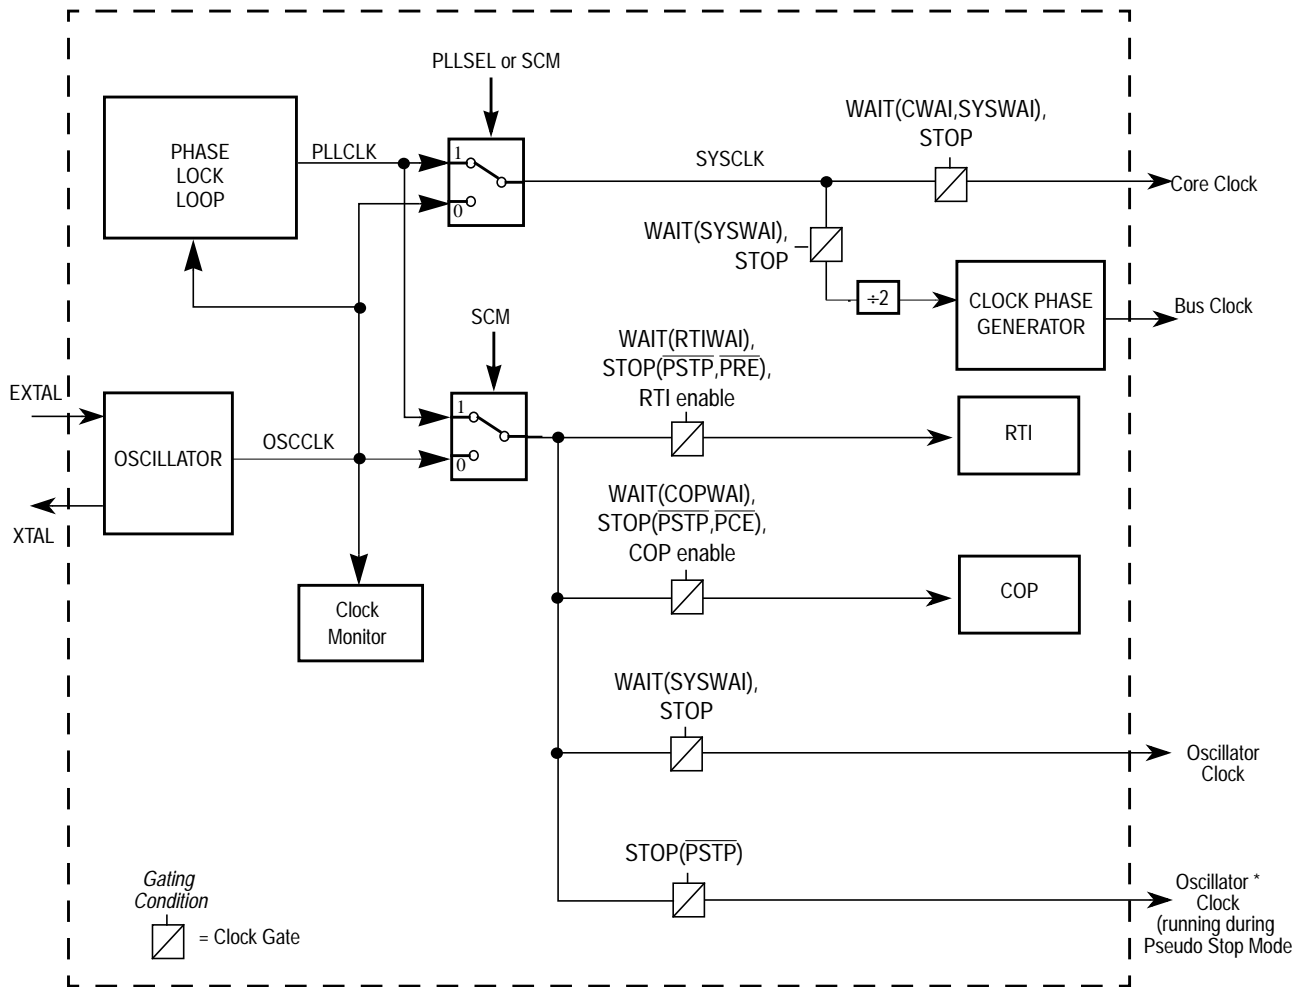 PLLSEL or SCM
WAIT(CWAI,SYSWAI),
STOP
PHASE
LOCK
LOOP
PLLCLK
1
0
SYSCLK
Core Clock
WAIT(SYSWAI),
STOP
÷2
CLOCK PHASE
GENERATOR
Bus Clock
SCM
WAIT(RTIWAI),
STOP(PSTP,PRE),
RTI enable
EXTAL
OSCILLATOR
OSCCLK
1
0
RTI
XTAL
WAIT(COPWAI),
STOP(PSTP,PCE),
COP enable
COP
Clock
Monitor
WAIT(SYSWAI),
STOP
Oscillator
Clock
STOP(PSTP)
Gating
Condition
= Clock Gate
Oscillator *
Clock
(running during
Pseudo Stop Mode